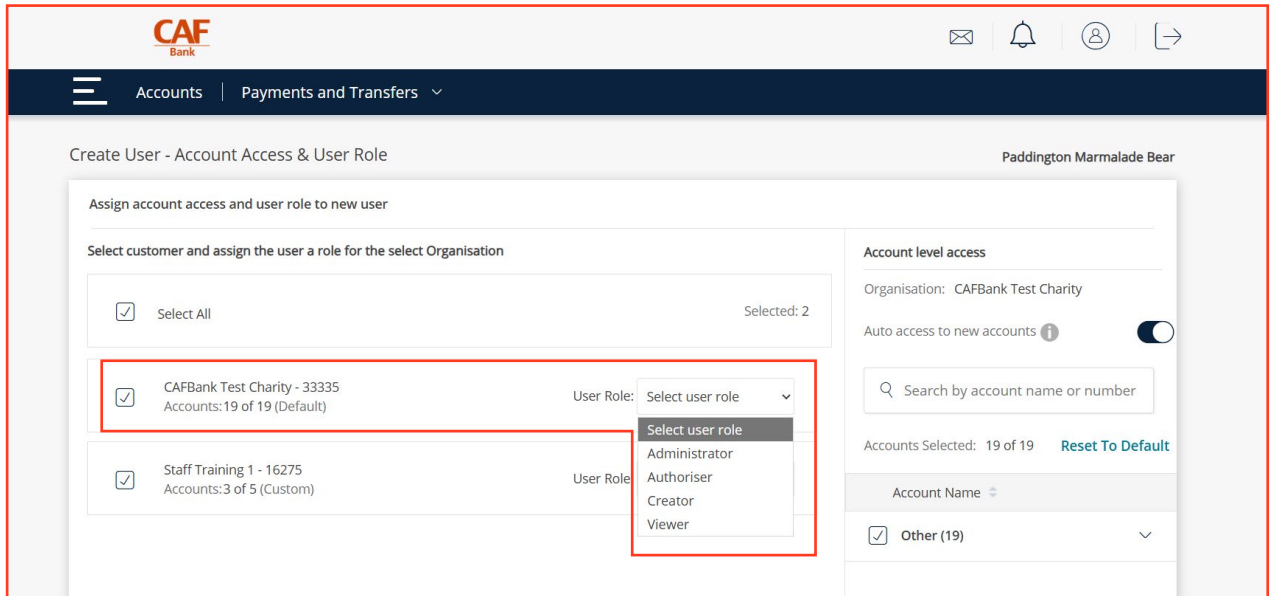 CAF
Bank
Accounts | Payments and Transfers
Create User - Account Access & User Role
Paddington Marmalade Bear
Assign account access and user role to new user
Select customer and assign the user a role for the select Organisation
Select All
Selected: 2
CAFBank Test Charity - 33335
Accounts:19 of 19 (Default)
User Role: Select user role
Select user role
Administrator
Authoriser
Creator
Viewer
Staff Training 1 - 16275
Accounts:3 of 5 (Custom)
User Role
Account level access
Organisation: CAFBank Test Charity
Auto access to new accounts i
Search by account name or number
Accounts Selected: 19 of 19 Reset To Default
Account Name
Other (19)